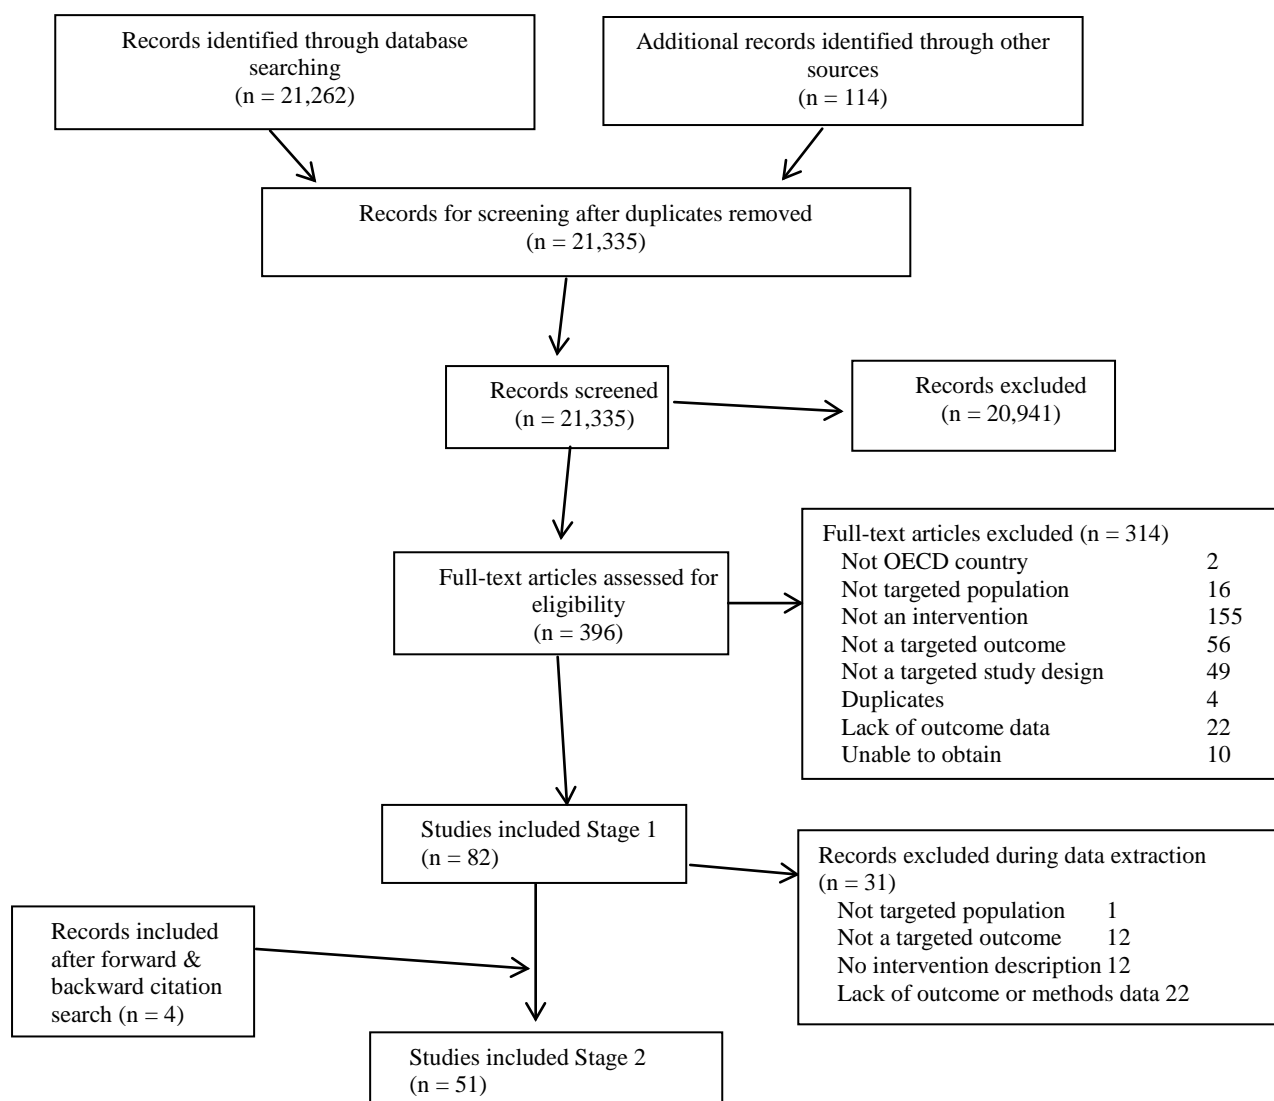 Records identified through database
searching
(n = 21,262)
Additional records identified through other
sources
(n = 114)
Records for screening after duplicates removed
(n = 21,335)
Records screened
(n = 21,335)
Records excluded
(n = 20,941)
Full-text articles assessed for
eligibility
(n = 396)
Full-text articles excluded (n = 314)
Not OECD country 2
Not targeted population 16
Not an intervention 155
Not a targeted outcome 56
Not a targeted study design 49
Duplicates 4
Lack of outcome data 22
Unable to obtain 10
Studies included Stage 1
(n = 82)
Records excluded during data extraction
(n = 31)
Not targeted population 1
Not a targeted outcome 12
No intervention description 12
Lack of outcome or methods data 22
Records included
after forward &
backward citation
search (n = 4)
Studies included Stage 2
(n = 51)